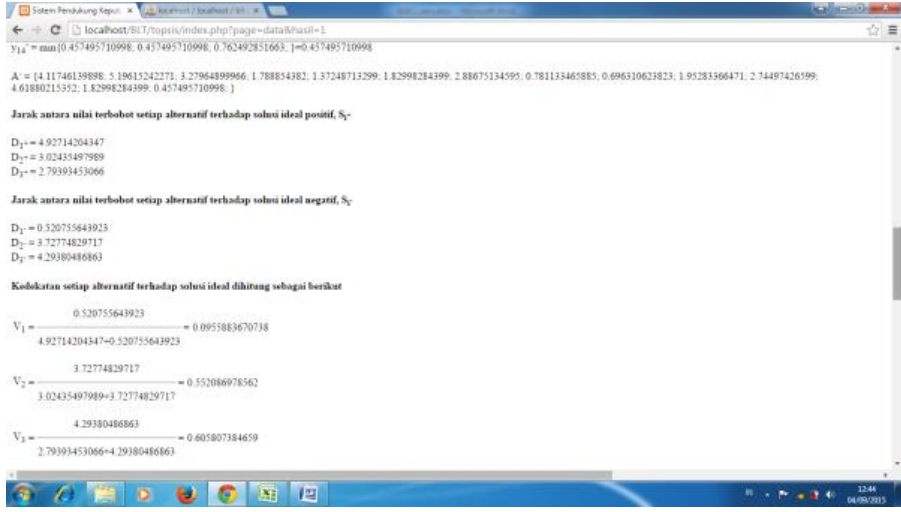 Sistem Pendukung Keput
localhost / localhost / blt
localhost/BLT/topsis/index.php?page=data&hasil=1
y14- = min{0.457495710998; 0.457495710998; 0.762492851663; }=0.457495710998
A- = {4.11746139898; 5.19615242271; 3.27964899966; 1.788854382; 1.37248713299; 1.82998284399; 2.88675134595; 0.781133465885; 0.696310623823; 1.95283366471; 2.74497426599;
4.61880215352; 1.82998284399; 0.457495710998; }
Jarak antara nilai terbobot setiap alternatif terhadap solusi ideal positif, Si+
D1+ = 4.92714204347
D2+ = 3.02435497989
D3+ = 2.79393453066
Jarak antara nilai terbobot setiap alternatif terhadap solusi ideal negatif, Si-
D1- = 0.520755643923
D2- = 3.72774829717
D3- = 4.29380486863
Kedekatan setiap alternatif terhadap solusi ideal dihitung sebagai berikut
0.520755643923
V1 = = 0.0955883670738
4.92714204347+0.520755643923
3.72774829717
V2 = = 0.552086978562
3.02435497989+3.72774829717
4.29380486863
V3 = = 0.605807384659
2.79393453066+4.29380486863
12:44
04/09/2015